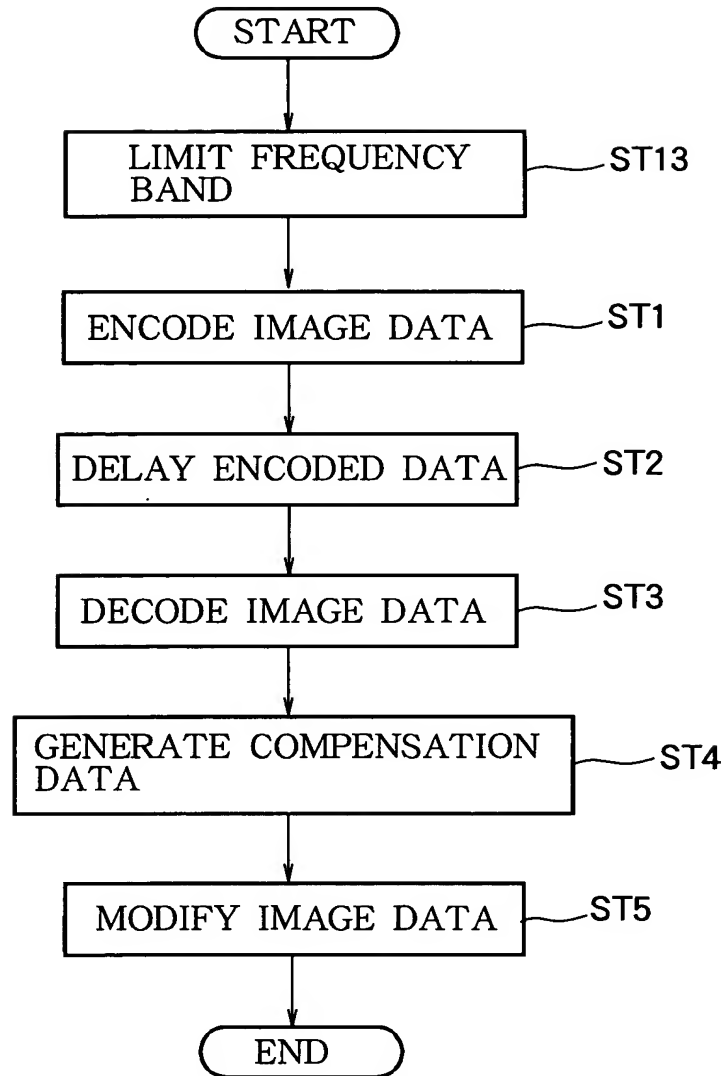 START
LIMIT FREQUENCY
BAND
ST13
ENCODE IMAGE DATA
ST1
DELAY ENCODED DATA
ST2
DECODE IMAGE DATA
ST3
GENERATE COMPENSATION
DATA
ST4
MODIFY IMAGE DATA
ST5
END